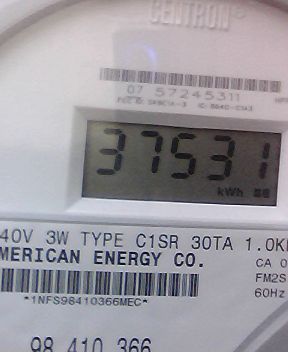 CENTRON®
07 57245311
37531
kWh
40V 3W TYPE C1SR 30TA 1.0K
MERICAN ENERGY CO.
CA 0
FM2S
60Hz
*1NFS98410366MEC*
98 410 366